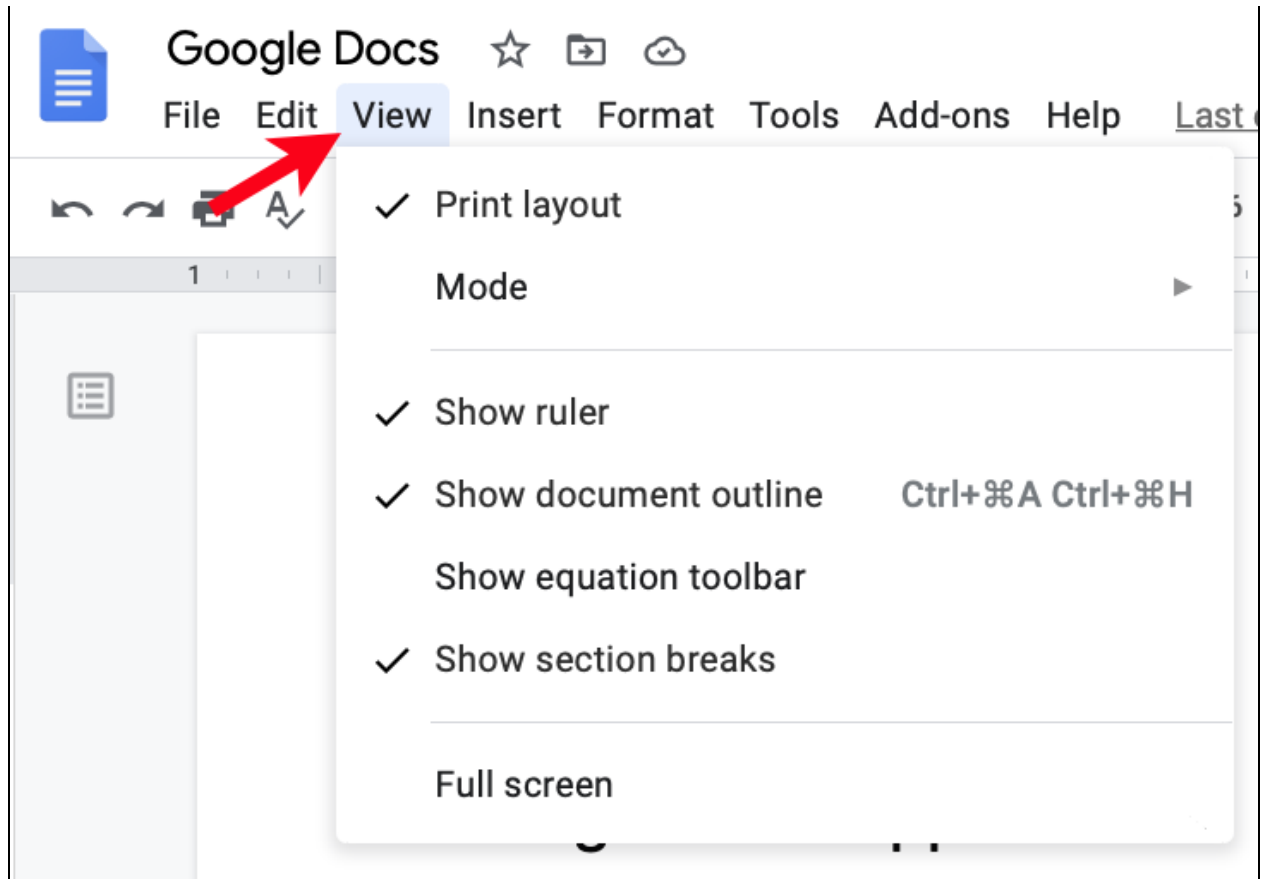 Google Docs
File Edit View Insert Format Tools Add-ons Help Last
Print layout
1
Mode
Show ruler
Show document outline Ctrl+⌘A Ctrl+⌘H
Show equation toolbar
Show section breaks
Full screen